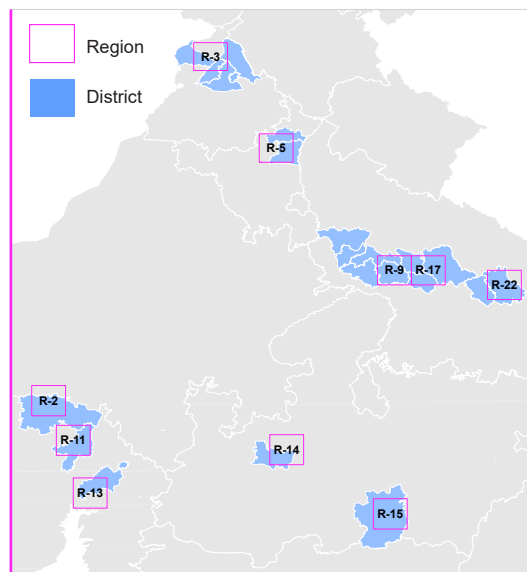 Region
District
R-3
R-5
R-9
R-17
R-22
R-2
R-11
R-14
R-13
R-15